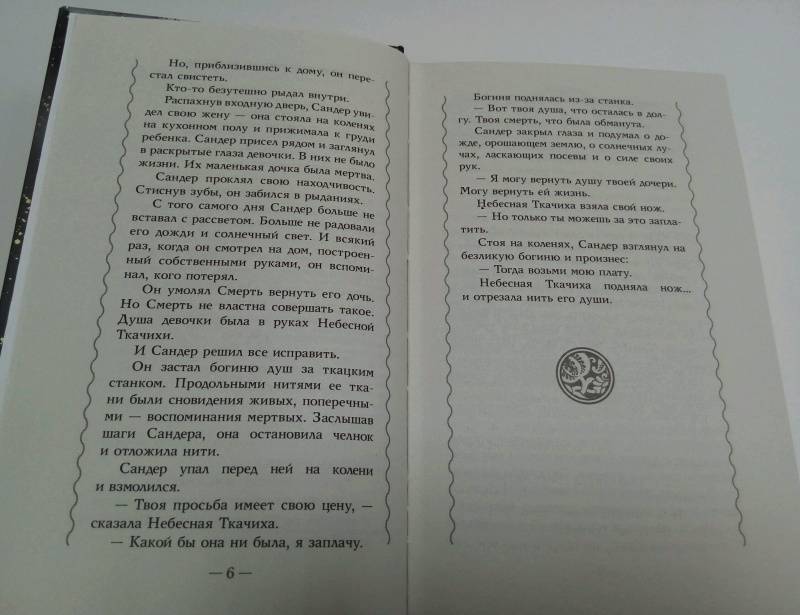 Но, приблизившись к дому, он пере-
стал свистеть.
Кто-то безутешно рыдал внутри.
Распахнув входную дверь, Сандер уви-
дел свою жену — она стояла на коленях
на кухонном полу и прижимала к груди
ребенка. Сандер присел рядом и заглянул
в раскрытые глаза девочки. В них не было
жизни. Их маленькая дочка была мертва.
Сандер проклял свою находчивость.
Стиснув зубы, он забился в рыданиях.
С того самого дня Сандер больше не
вставал с рассветом. Больше не радовали
его дожди и солнечный свет. И всякий
раз, когда он смотрел на дом, построен-
ный собственными руками, он вспоми-
нал, кого потерял.
Он умолял Смерть вернуть его дочь.
Но Смерть не властна совершать такое.
Душа девочки была в руках Небесной
Ткачихи.
И Сандер решил все исправить.
Он застал богиню душ за ткацким
станком. Продольными нитями ее тка-
ни были сновидения живых, поперечны-
ми — воспоминания мертвых. Заслышав
шаги Сандера, она остановила челнок
и отложила нити.
Сандер упал перед ней на колени
и взмолился.
— Твоя просьба имеет свою цену, —
сказала Небесная Ткачиха.
— Какой бы она ни была, я заплачу.
— 6 —
Богиня поднялась из-за станка.
— Вот твоя душа, что осталась в дол-
гу. Твоя смерть, что была обманута.
Сандер закрыл глаза и подумал о до-
жде, орошающем землю, о солнечных лу-
чах, ласкающих посевы и о силе своих
рук.
— Я могу вернуть душу твоей дочери.
Могу вернуть ей жизнь.
Небесная Ткачиха взяла свой нож.
— Но только ты можешь за это запла-
тить.
Стоя на коленях, Сандер взглянул на
безликую богиню и произнес:
— Тогда возьми мою плату.
Небесная Ткачиха подняла нож...
и отрезала нить его души.